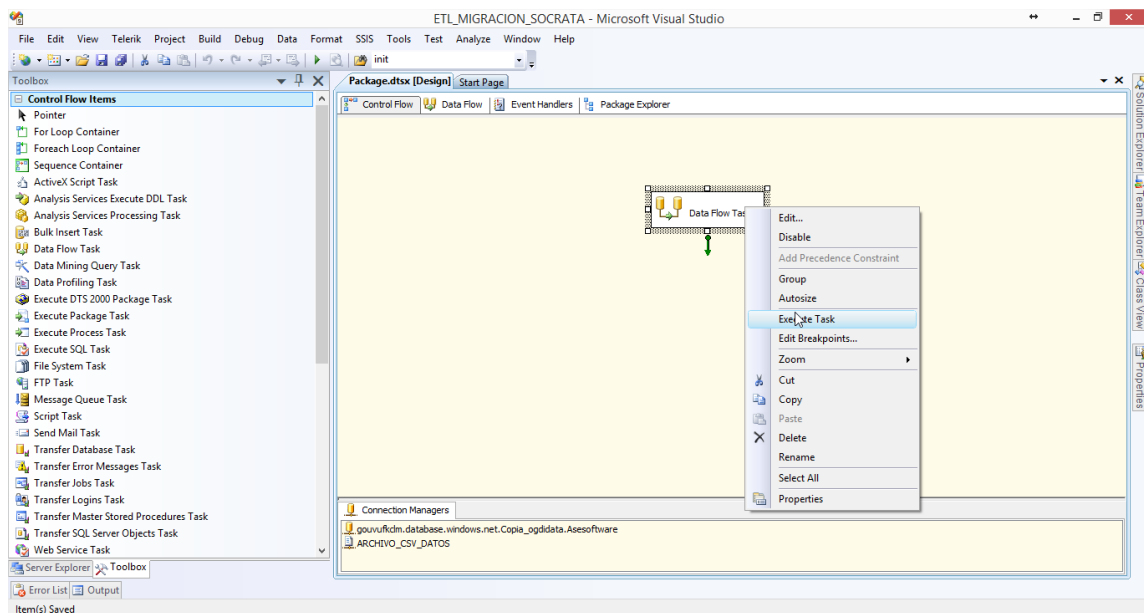 ETL_MIGRACION_SOCRATA - Microsoft Visual Studio
File Edit View Telerik Project Build Debug Data Format SSIS Tools Test Analyze Window Help
init
Toolbox
Control Flow Items
Pointer
For Loop Container
Foreach Loop Container
Sequence Container
ActiveX Script Task
Analysis Services Execute DDL Task
Analysis Services Processing Task
Bulk Insert Task
Data Flow Task
Data Mining Query Task
Data Profiling Task
Execute DTS 2000 Package Task
Execute Package Task
Execute Process Task
Execute SQL Task
File System Task
FTP Task
Message Queue Task
Script Task
Send Mail Task
Transfer Database Task
Transfer Error Messages Task
Transfer Jobs Task
Transfer Logins Task
Transfer Master Stored Procedures Task
Transfer SQL Server Objects Task
Web Service Task
Server Explorer Toolbox
Error List Output
Item(s) Saved
Package.dtsx [Design] Start Page
Control Flow Data Flow Event Handlers Package Explorer
Data Flow Tas
Edit...
Disable
Add Precedence Constraint
Group
Autosize
Execute Task
Edit Breakpoints...
Zoom
Cut
Copy
Paste
Delete
Rename
Select All
Properties
Connection Managers
gouvufkdm.database.windows.net.Copia_ogdidata.Asesoftware
ARCHIVO_CSV_DATOS
Solution Explorer
Team Explorer
Class View
Properties